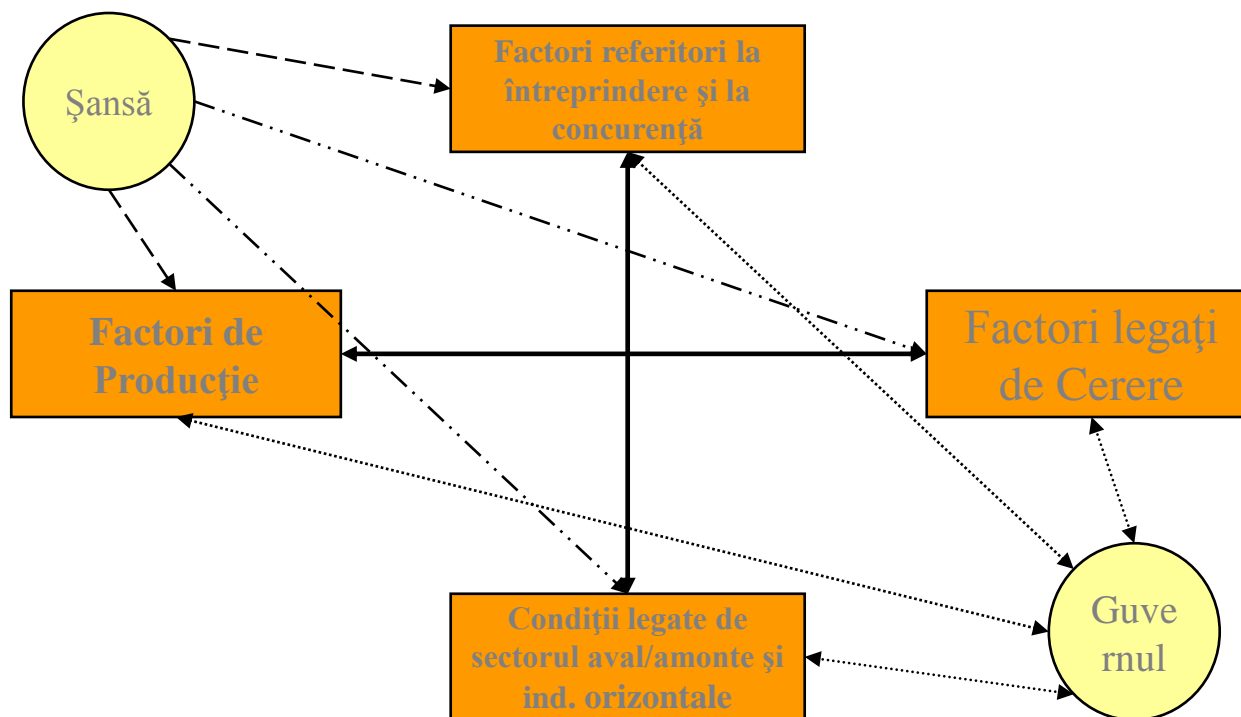 Șansă
Factori referitori la
întreprindere şi la
concurenţă
Factori de
Producţie
Factori legaţi
de Cerere
Condiţii legate de
sectorul aval/amonte şi
ind. orizontale
Guve
rnul